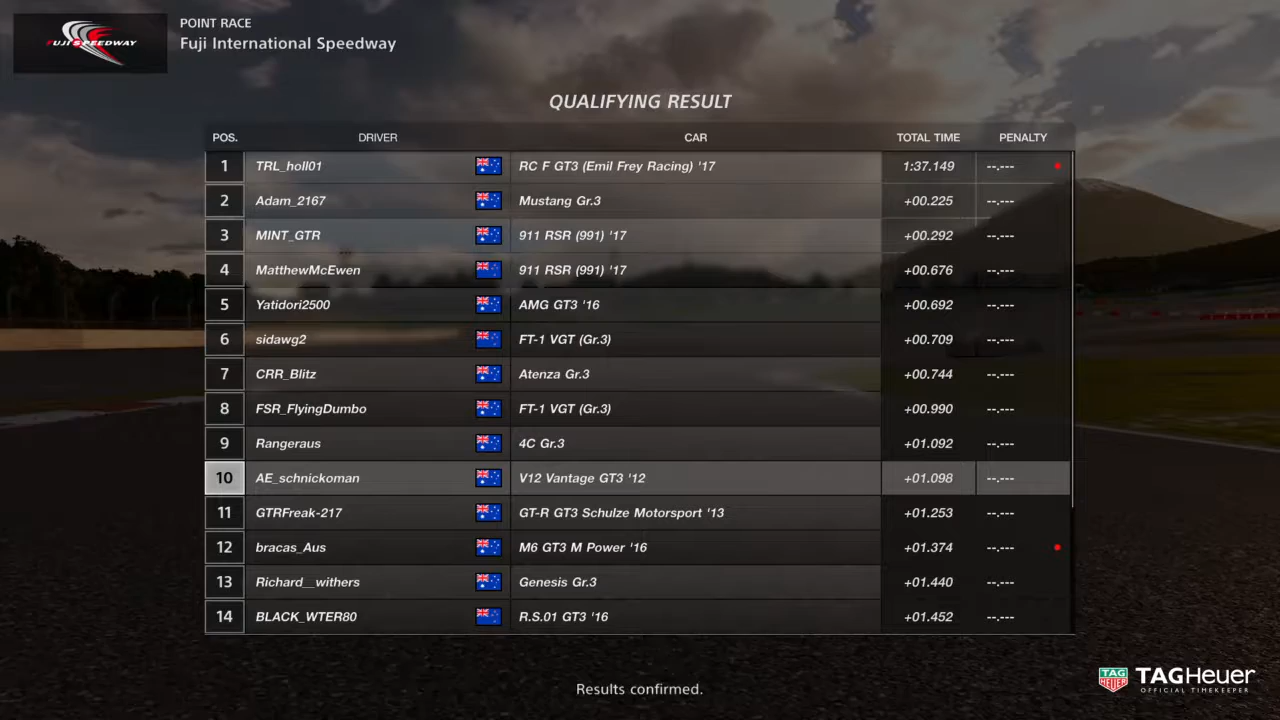 FUJI SPEEDWAY
POINT RACE
Fuji International Speedway
QUALIFYING RESULT
POS. DRIVER CAR TOTAL TIME PENALTY
1 TRL_holl01 RC F GT3 (Emil Frey Racing) '17 1:37.149 --.---
2 Adam_2167 Mustang Gr.3 +00.225 --.---
3 MINT_GTR 911 RSR (991) '17 +00.292 --.---
4 MatthewMcEwen 911 RSR (991) '17 +00.676 --.---
5 Yatidori2500 AMG GT3 '16 +00.692 --.---
6 sidawg2 FT-1 VGT (Gr.3) +00.709 --.---
7 CRR_Blitz Atenza Gr.3 +00.744 --.---
8 FSR_FlyingDumbo FT-1 VGT (Gr.3) +00.990 --.---
9 Rangeraus 4C Gr.3 +01.092 --.---
10 AE_schnickoman V12 Vantage GT3 '12 +01.098 --.---
11 GTRFreak-217 GT-R GT3 Schulze Motorsport '13 +01.253 --.---
12 bracas_Aus M6 GT3 M Power '16 +01.374 --.---
13 Richard__withers Genesis Gr.3 +01.440 --.---
14 BLACK_WTER80 R.S.01 GT3 '16 +01.452 --.---
Results confirmed.
TAG HEUER TAGHeuer
OFFICIAL TIMEKEEPER